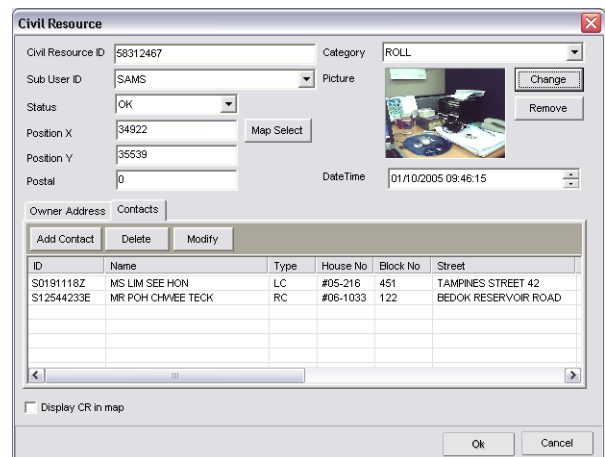 Civil Resource
Civil Resource ID 58312467 Category ROLL
Sub User ID SAMS Picture Change
Status OK Remove
Position X 34922 Map Select
Position Y 35539
Postal 0 DateTime 01/10/2005 09:46:15
Owner Address Contacts
Add Contact Delete Modify
ID Name Type House No Block No Street
S0191118Z MS LIM SEE HON LC #05-216 451 TAMPINES STREET 42
S12544233E MR POH CHWEE TECK RC #06-1033 122 BEDOK RESERVOIR ROAD
Display CR in map
Ok Cancel